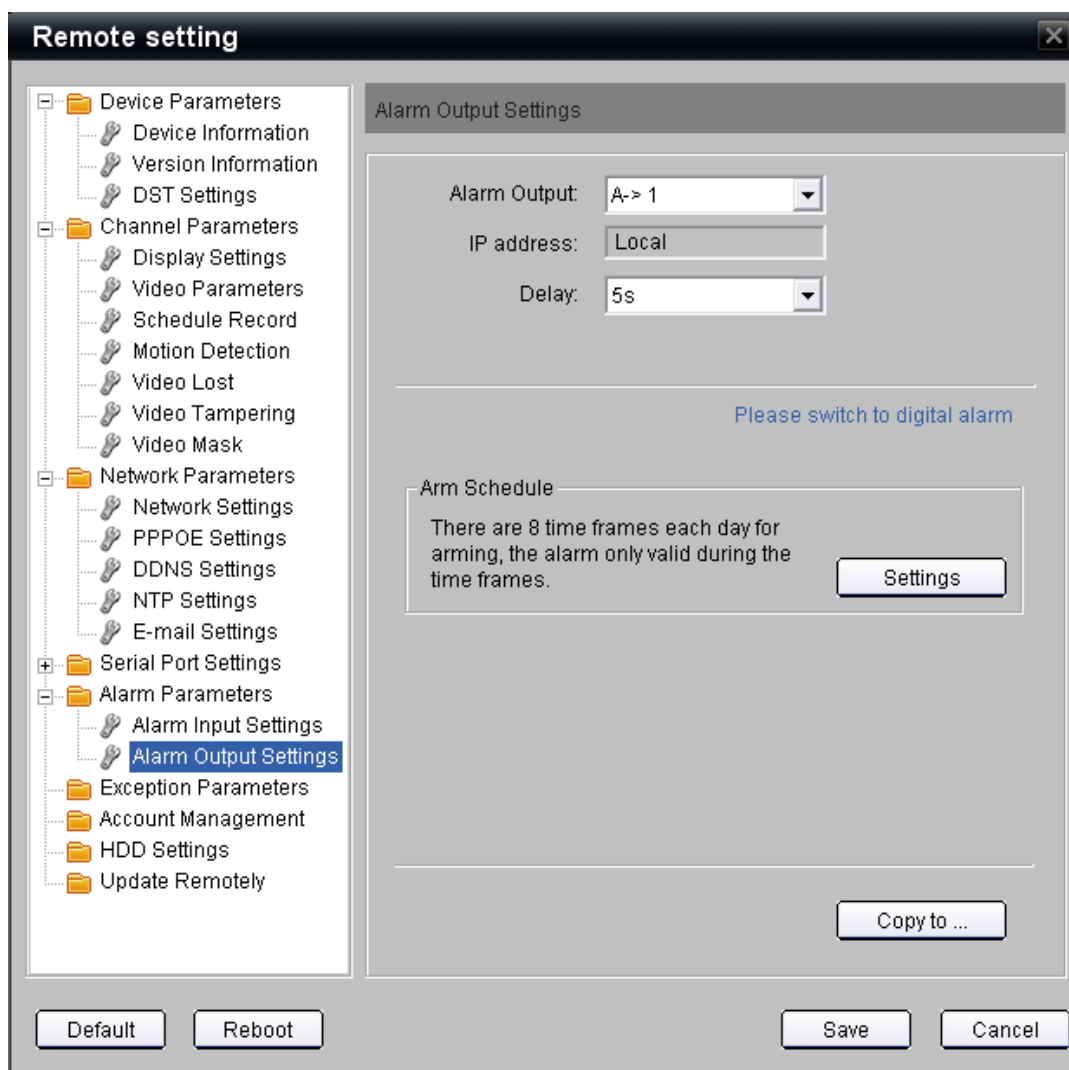 Remote setting
Device Parameters
Device Information
Version Information
DST Settings
Channel Parameters
Display Settings
Video Parameters
Schedule Record
Motion Detection
Video Lost
Video Tampering
Video Mask
Network Parameters
Network Settings
PPPOE Settings
DDNS Settings
NTP Settings
E-mail Settings
Serial Port Settings
Alarm Parameters
Alarm Input Settings
Alarm Output Settings
Exception Parameters
Account Management
HDD Settings
Update Remotely
Alarm Output Settings
Alarm Output: A-> 1
IP address: Local
Delay: 5s
Please switch to digital alarm
Arm Schedule
There are 8 time frames each day for
arming, the alarm only valid during the
time frames.
Settings
Copy to ...
Default Reboot Save Cancel